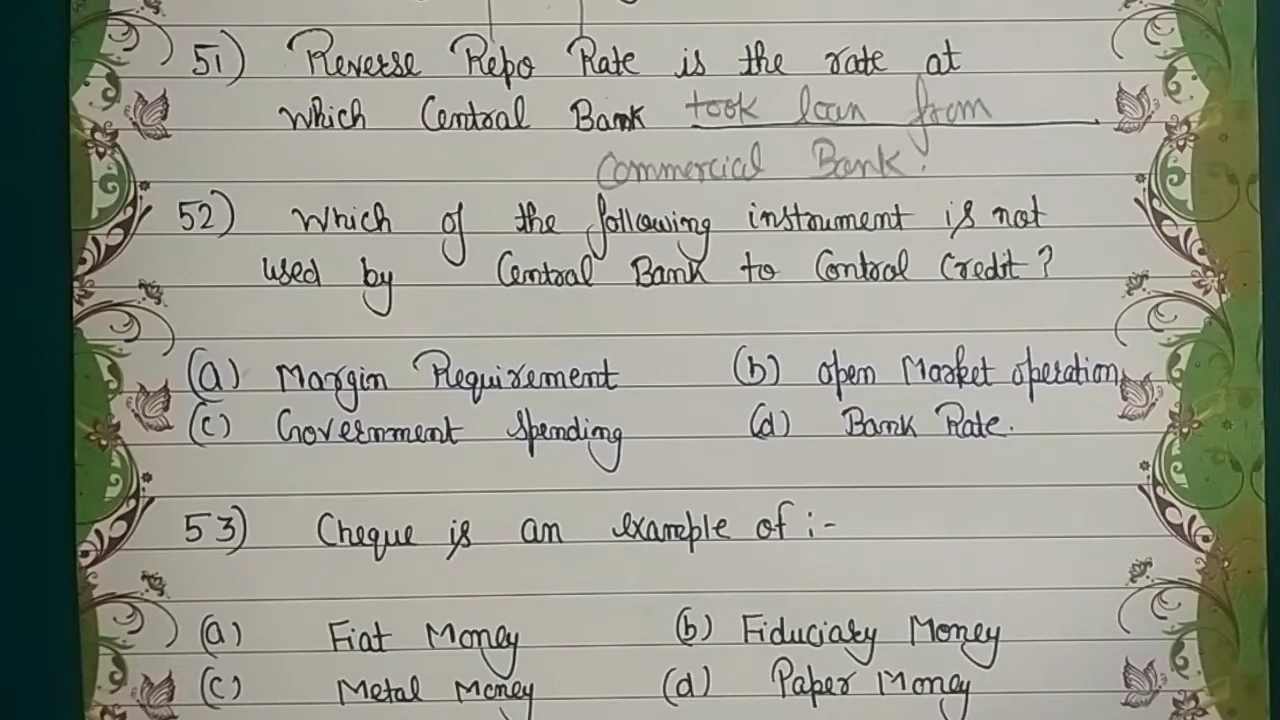 51) Reverse Repo Rate is the rate at
which Central Bank took loan from
Commercial Bank.
52) Which of the following instrument is not
used by Central Bank to Control Credit?
(a) Margin Requirement (b) open Market operation
(c) Government Spending (d) Bank Rate.
53) Cheque is an example of :-
(a) Fiat Money (b) Fiduciary Money
(c) Metal Money (d) Paper Money